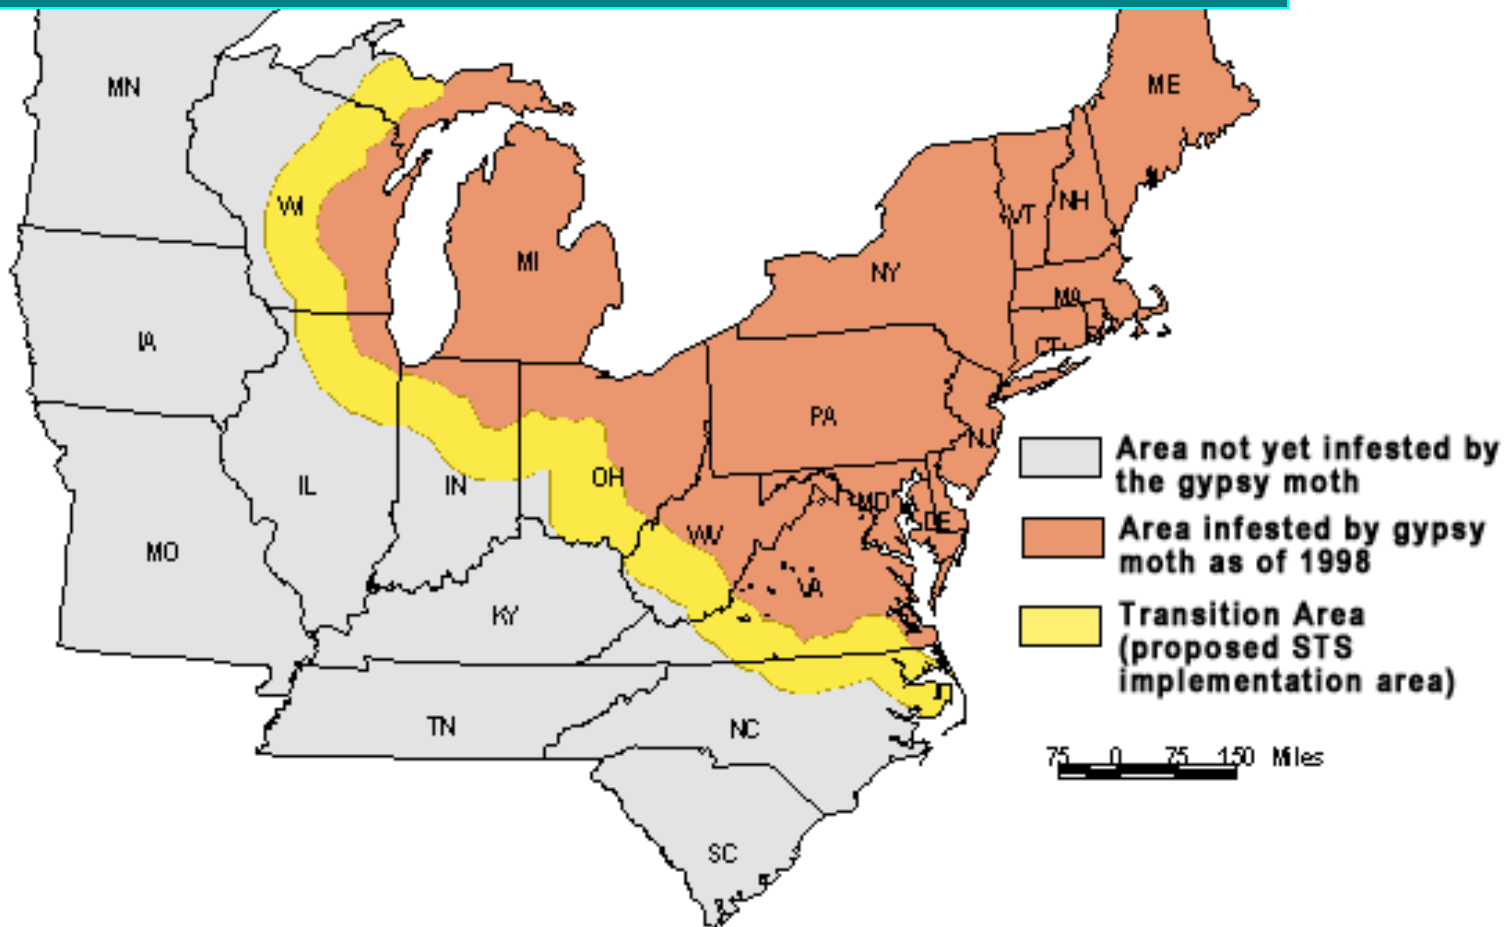 MN
ME
WI
VT
NH
MI
NY
MA
IA
CT
PA
NJ
Area not yet infested by
the gypsy moth
OH
IL
IN
MD
DE
Area infested by gypsy
moth as of 1998
WV
MO
VA
KY
Transition Area
(proposed STS
implementation area)
TN
NC
75 0 75 150 Miles
SC